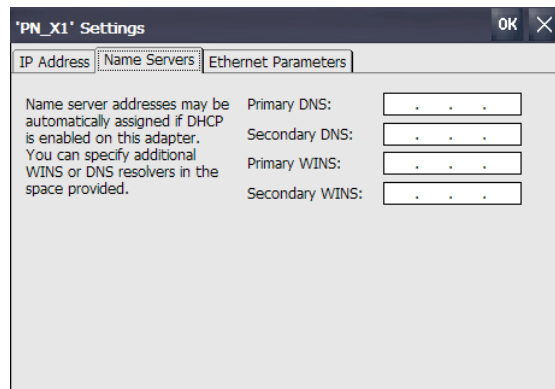 'PN_X1' Settings
OK
IP Address
Name Servers
Ethernet Parameters
Name server addresses may be
automatically assigned if DHCP
is enabled on this adapter.
You can specify additional
WINS or DNS resolvers in the
space provided.
Primary DNS:
. . .
Secondary DNS:
. . .
Primary WINS:
. . .
Secondary WINS:
. . .